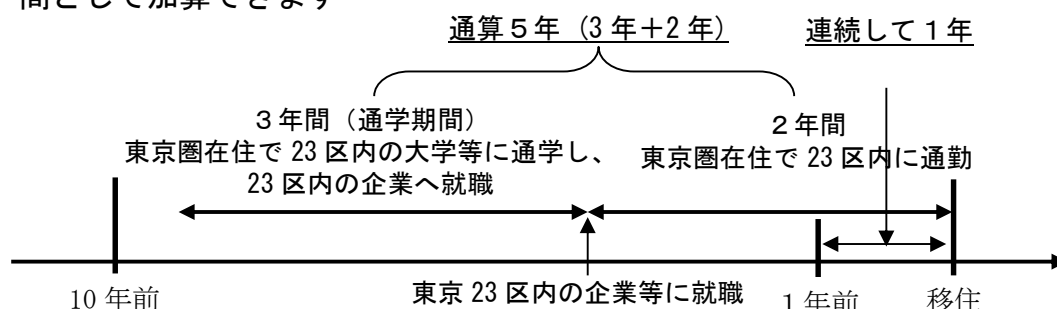 間として加算できます
通算５年（3 年＋2 年）
連続して１年
３年間（通学期間）
東京圏在住で 23 区内の大学等に通学し、
23 区内の企業へ就職
２年間
東京圏在住で 23 区内に通勤
10 年前
東京 23 区内の企業等に就職
1 年前
移住